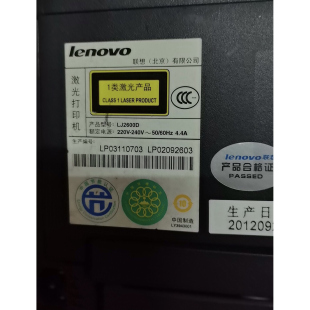 lenovo
联想（北京）有限公司
激光打印机
1类激光产品
CLASS 1 LASER PRODUCT
产品型号: LJ2600D
额定电源: 220V-240V～ 50/60Hz 4.4A
生产编号:
LP03110703 LP02092603
中国制造
lenovo
产品合格证
PASSED
生产日
201209